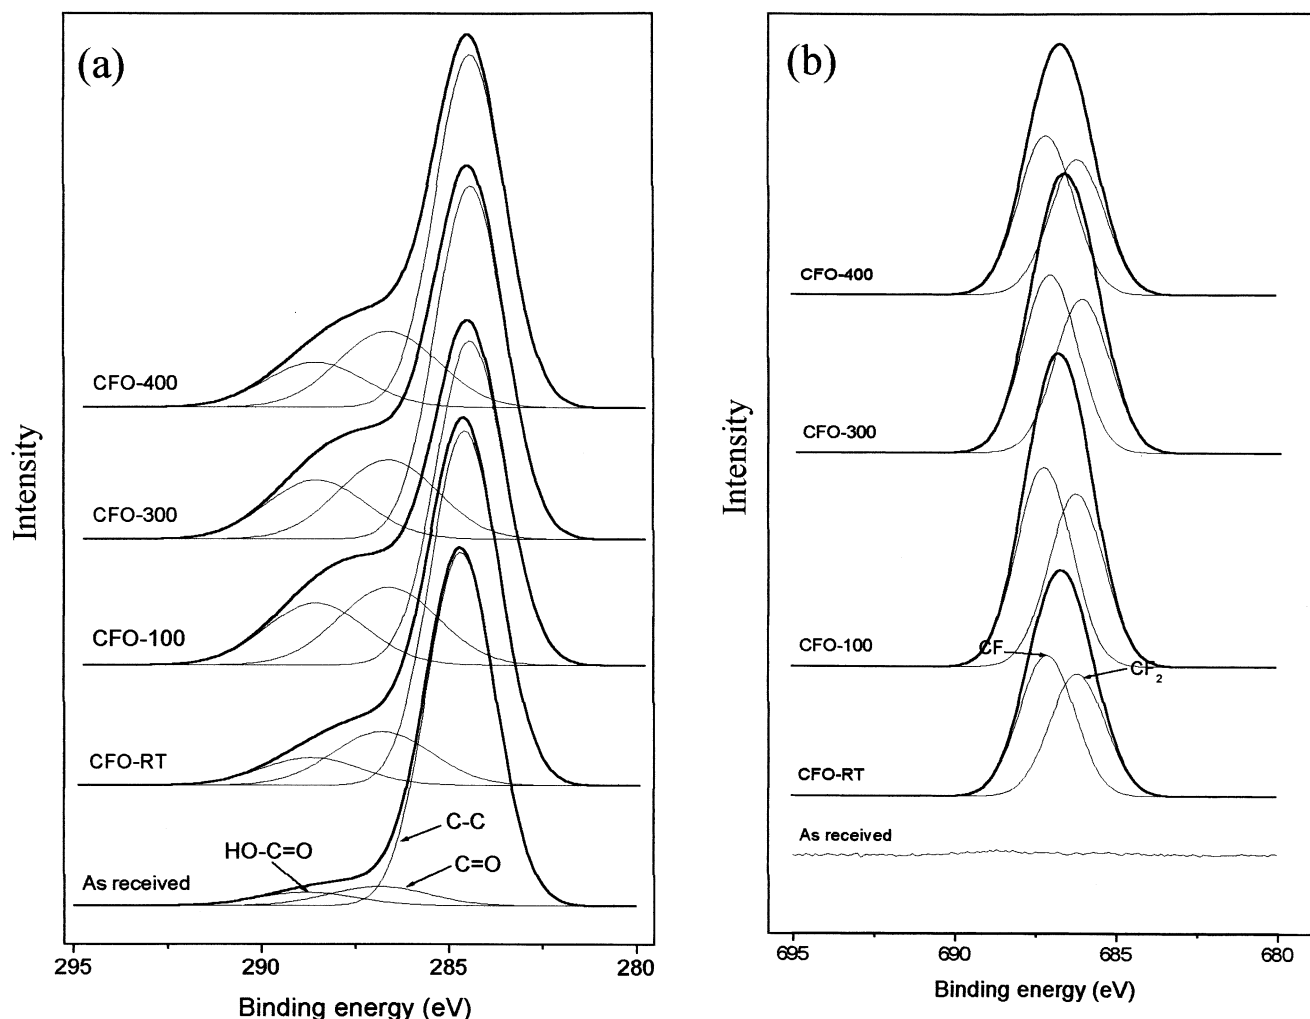 (a)
CFO-400
CFO-300
CFO-100
CFO-RT
C-C
HO-C=O
C=O
As received
295
290
285
280
Binding energy (eV)
Intensity
(b)
CFO-400
CFO-300
CFO-100
CF
CF2
CFO-RT
As received
695
690
685
680
Binding energy (eV)
Intensity